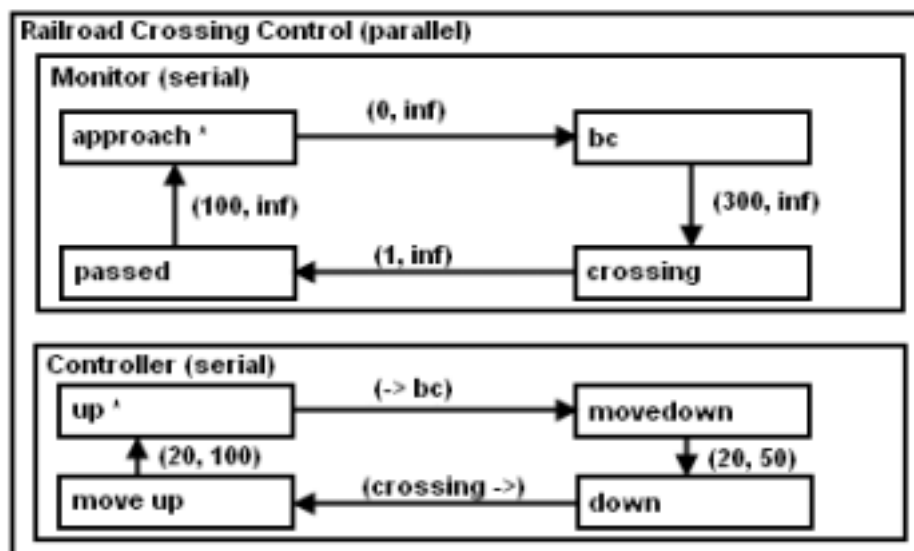 Railroad Crossing Control (parallel)
Monitor (serial)
(0, inf)
approach *
bc
(100, inf)
(300, inf)
(1, inf)
passed
crossing
Controller (serial)
(-> bc)
up *
movedown
(20, 100)
(20, 50)
(crossing ->)
move up
down